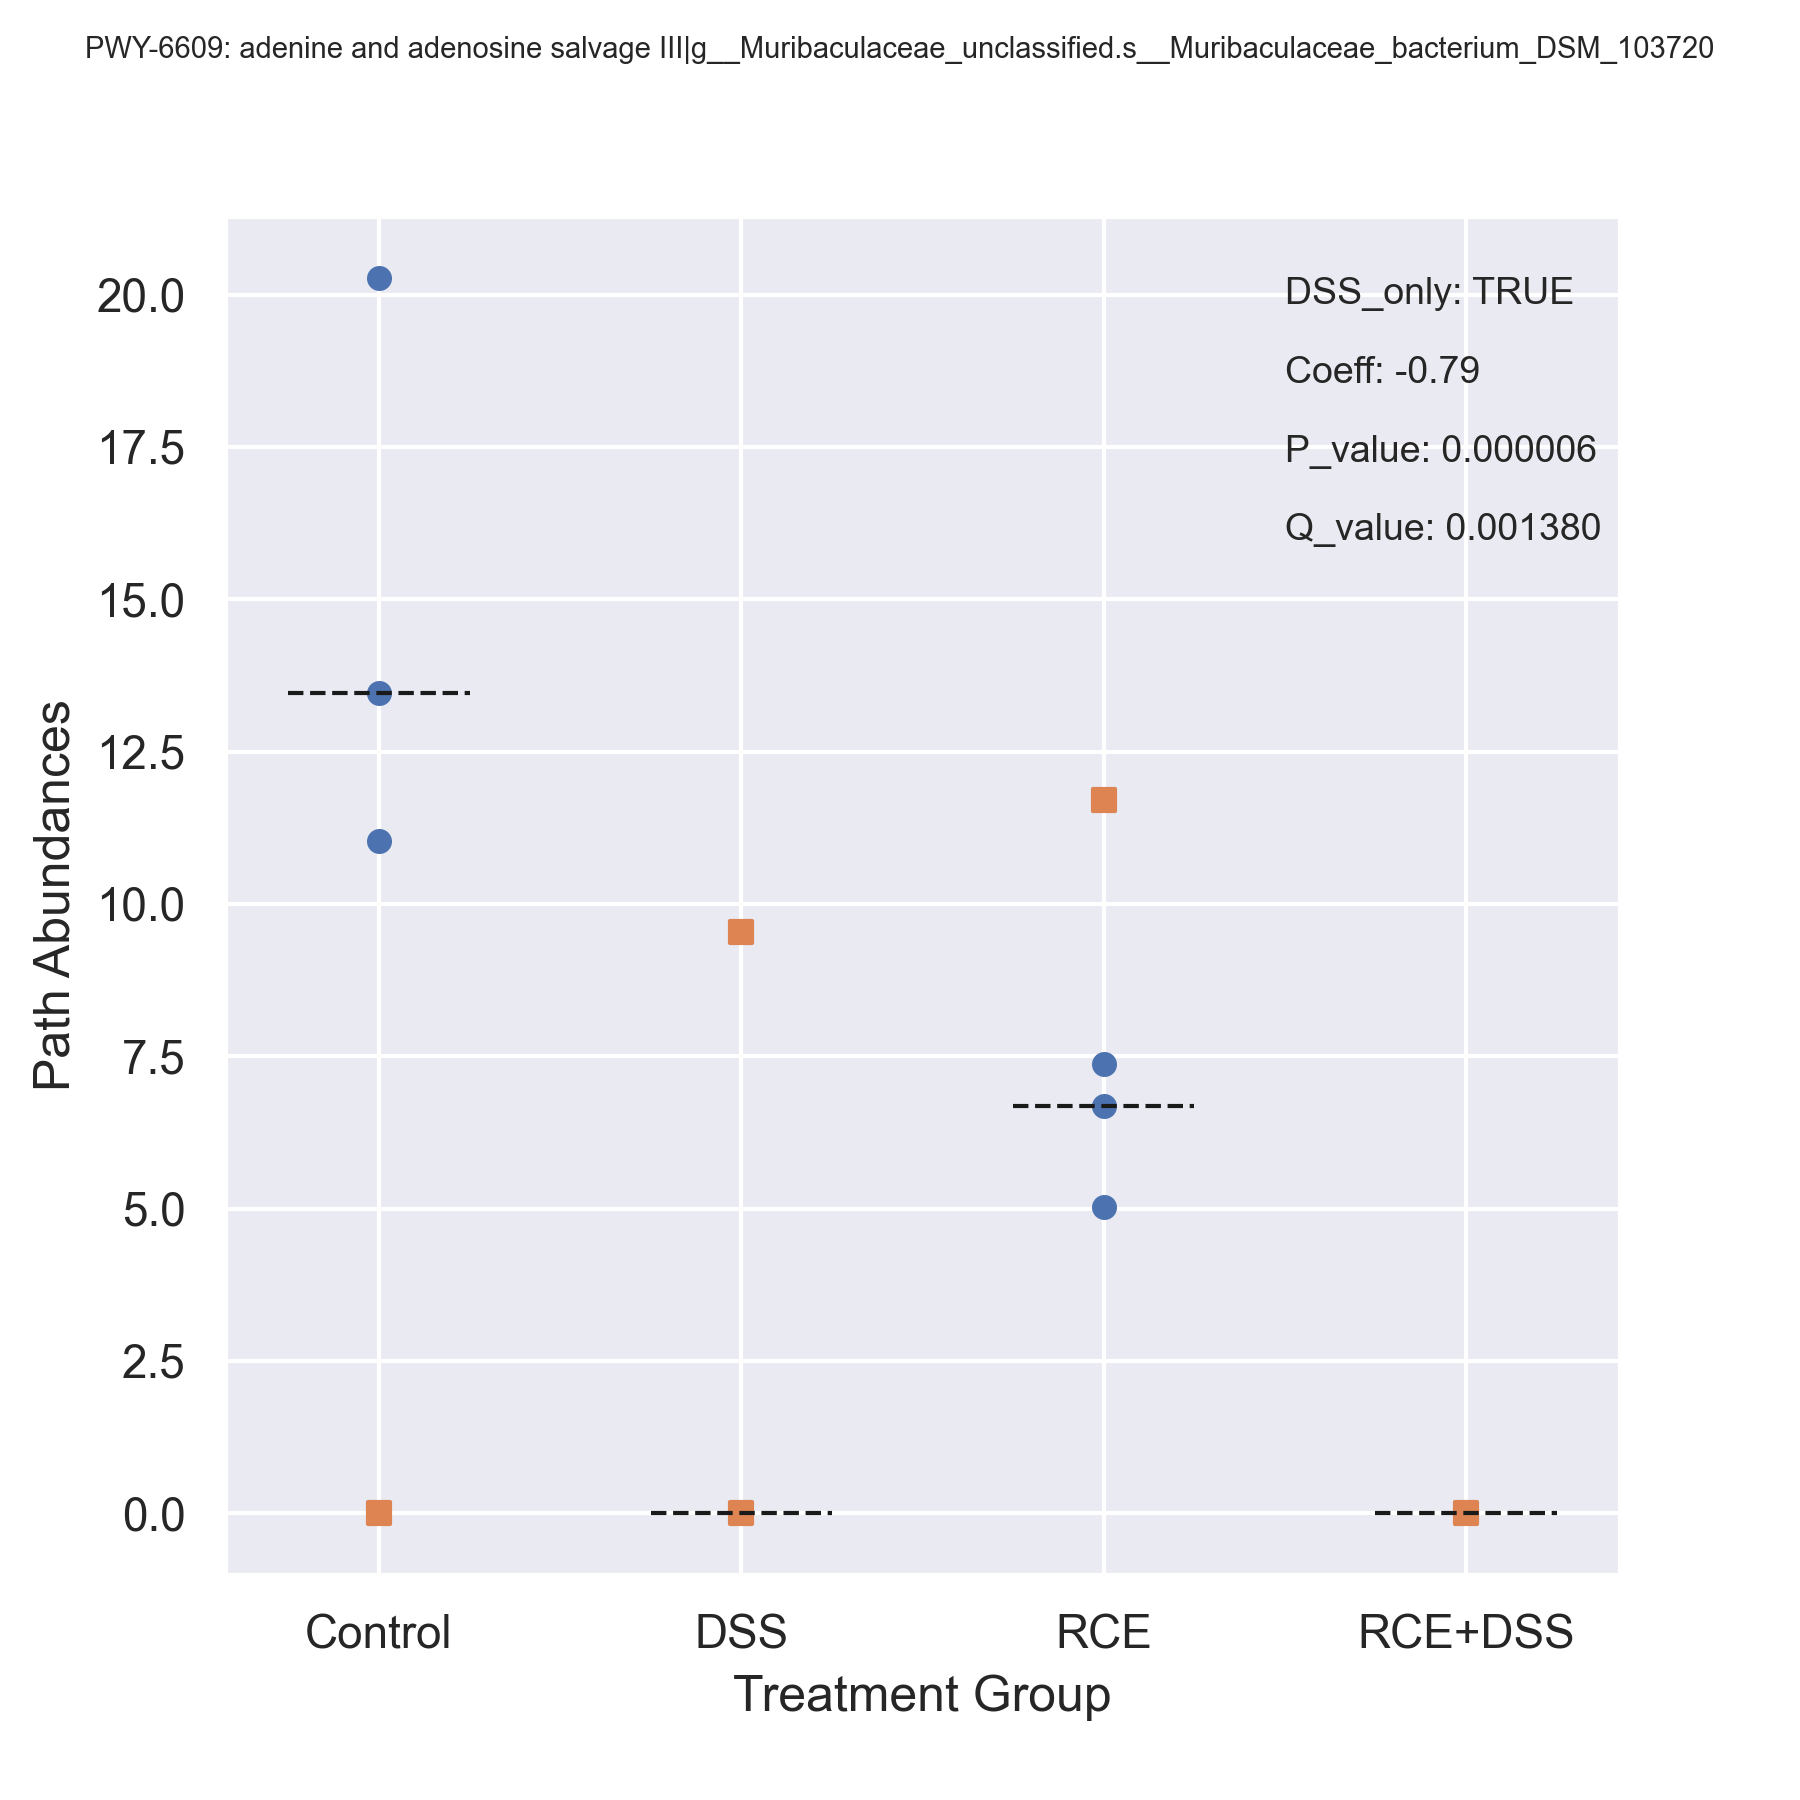 PWY-6609: adenine and adenosine salvage III|g__Muribaculaceae_unclassified.s__Muribaculaceae_bacterium_DSM_103720
DSS_only: TRUE
Coeff: -0.79
P_value: 0.000006
Q_value: 0.001380
Path Abundances
20.0
17.5
15.0
12.5
10.0
7.5
5.0
2.5
0.0
Control DSS RCE RCE+DSS
Treatment Group